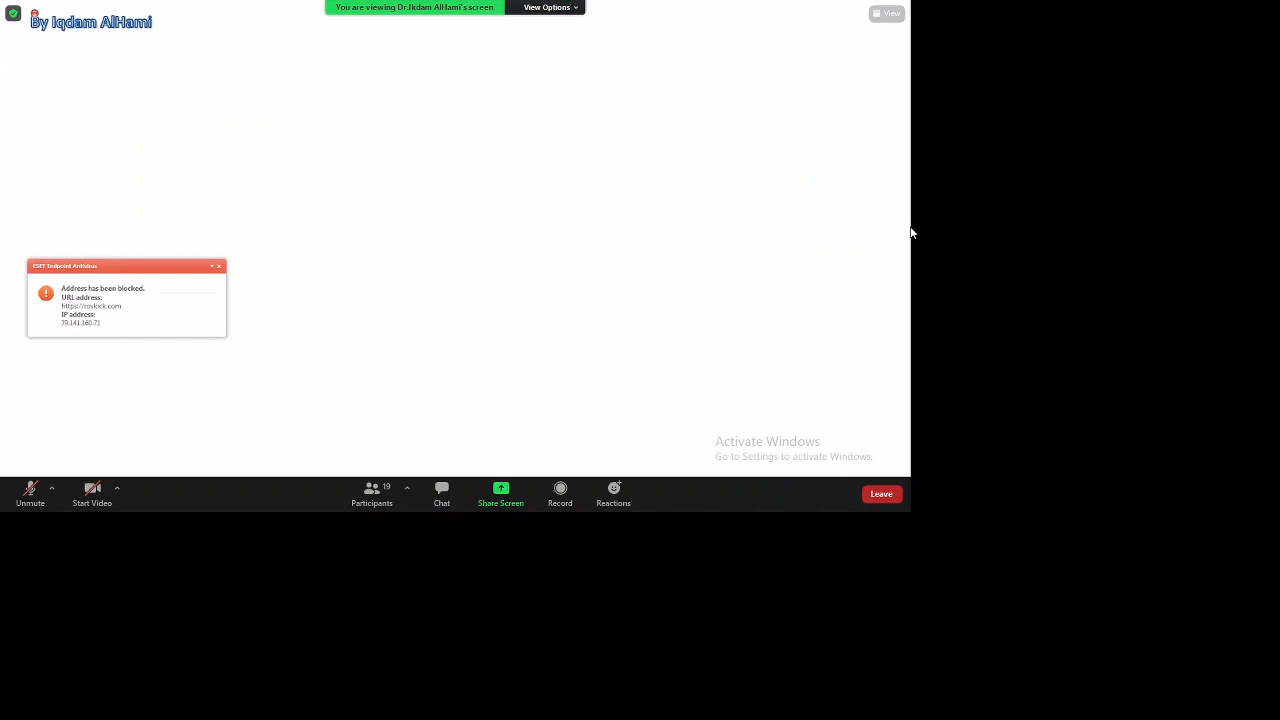 You are viewing Dr.Ikdam AlHami's screen
View Options
View
By Iqdam AlHami
ESET Endpoint Antivirus
Address has been blocked.
URL address:
https://roxlock.com
IP address:
79.141.160.71
Activate Windows
Go to Settings to activate Windows.
Unmute
Start Video
19
Participants
Chat
Share Screen
Record
Reactions
Leave